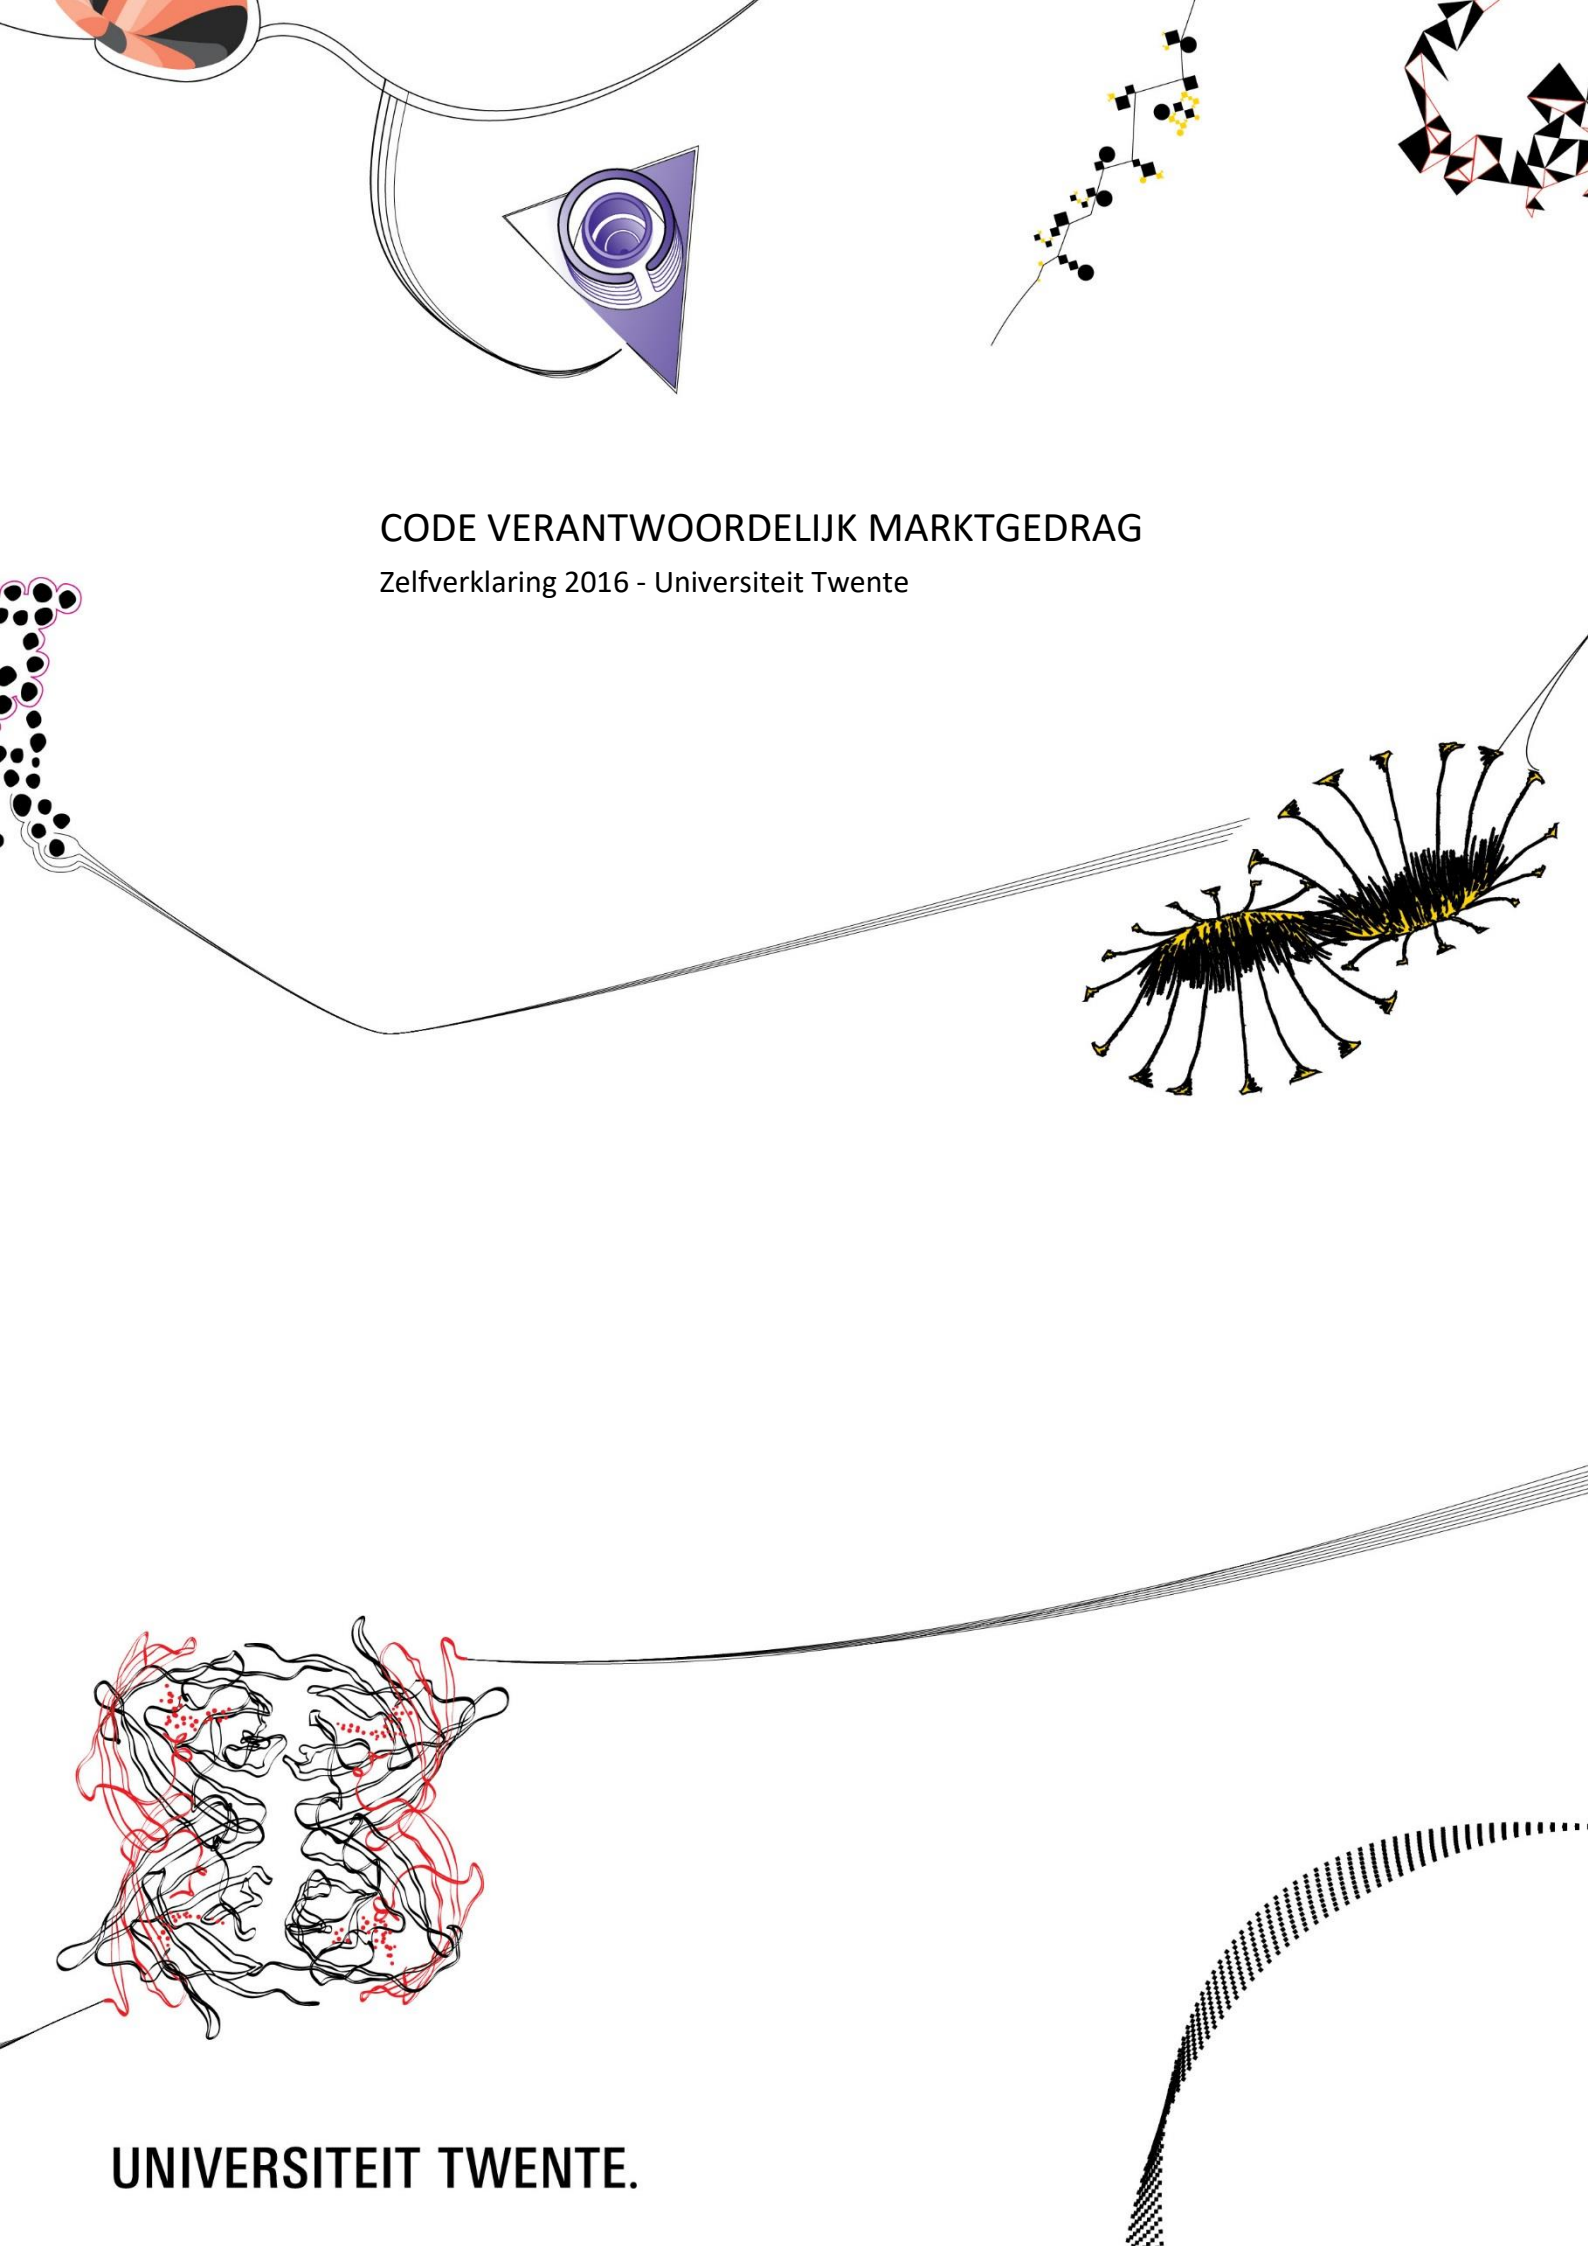 CODE VERANTWOORDELIJK MARKTGEDRAG
Zelfverklaring 2016 - Universiteit Twente
UNIVERSITEIT TWENTE.